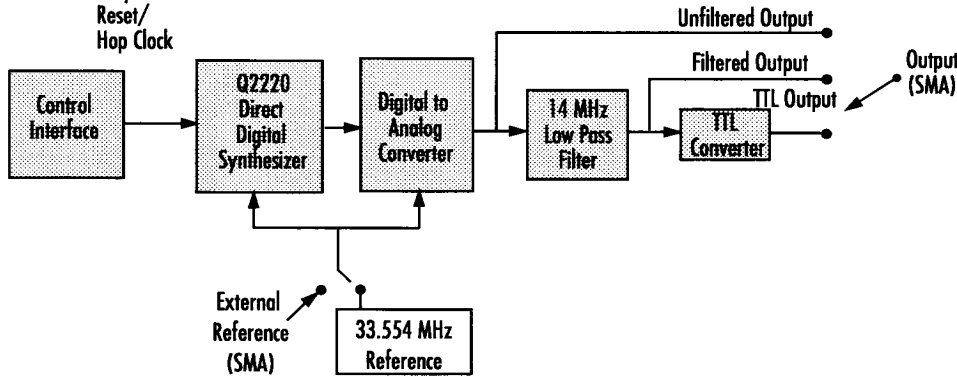 Reset/
Hop Clock
Control
Interface
Q2220
Direct
Digital
Synthesizer
Digital to
Analog
Converter
14 MHz
Low Pass
Filter
TTL
Converter
Unfiltered Output
Filtered Output
TTL Output
Output
(SMA)
External
Reference
(SMA)
33.554 MHz
Reference